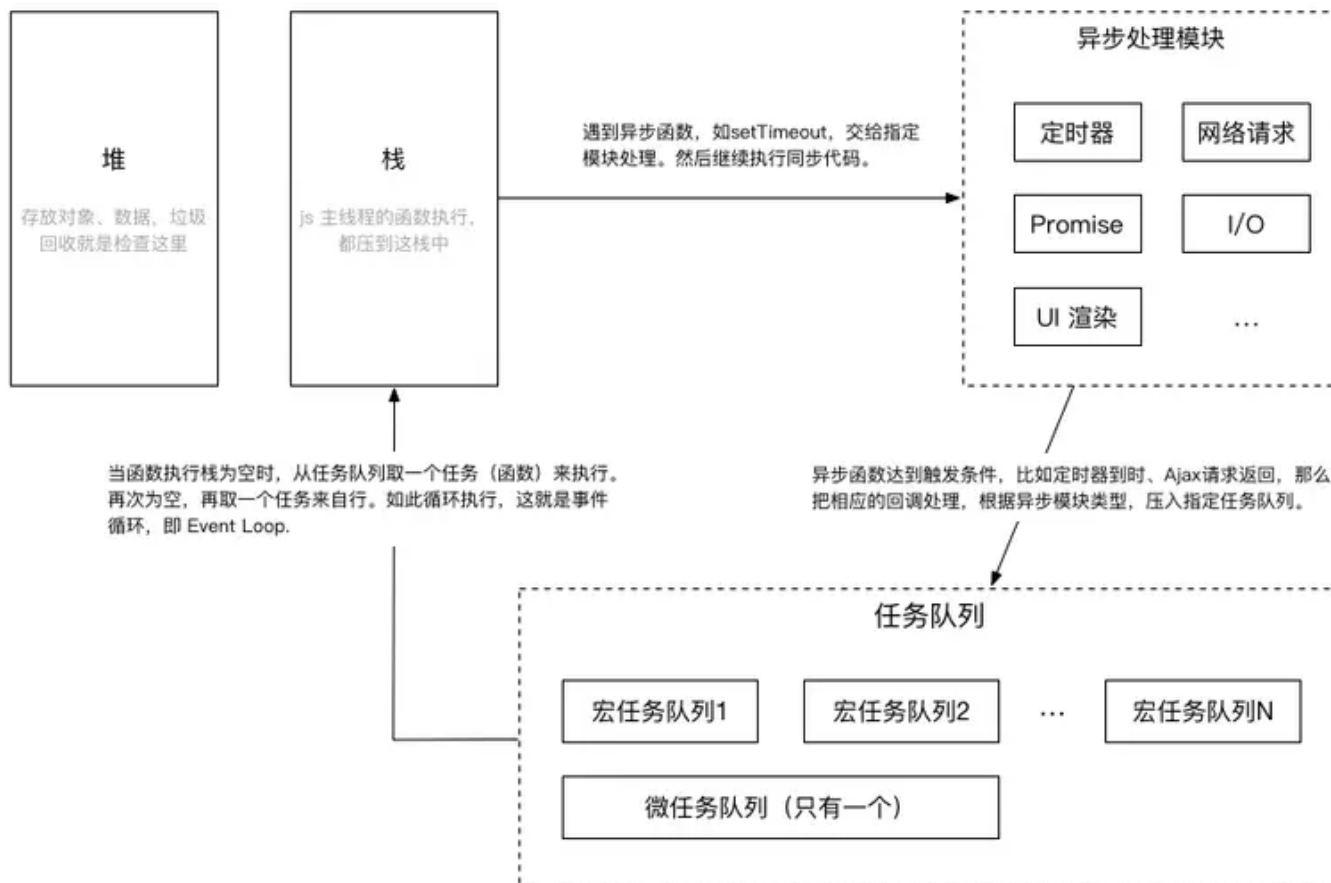 堆
存放对象、数据，垃圾
回收就是检查这里
栈
js 主线程的函数执行，
都压到这栈中
遇到异步函数，如setTimeout，交给指定
模块处理。然后继续执行同步代码。
异步处理模块
定时器
网络请求
Promise
I/O
UI 渲染
...
当函数执行栈为空时，从任务队列取一个任务（函数）来执行。
再次为空，再取一个任务来自行。如此循环执行，这就是事件
循环，即 Event Loop.
异步函数达到触发条件，比如定时器到时、Ajax请求返回，那么
把相应的回调处理，根据异步模块类型，压入指定任务队列。
任务队列
宏任务队列1
宏任务队列2
...
宏任务队列N
微任务队列（只有一个）